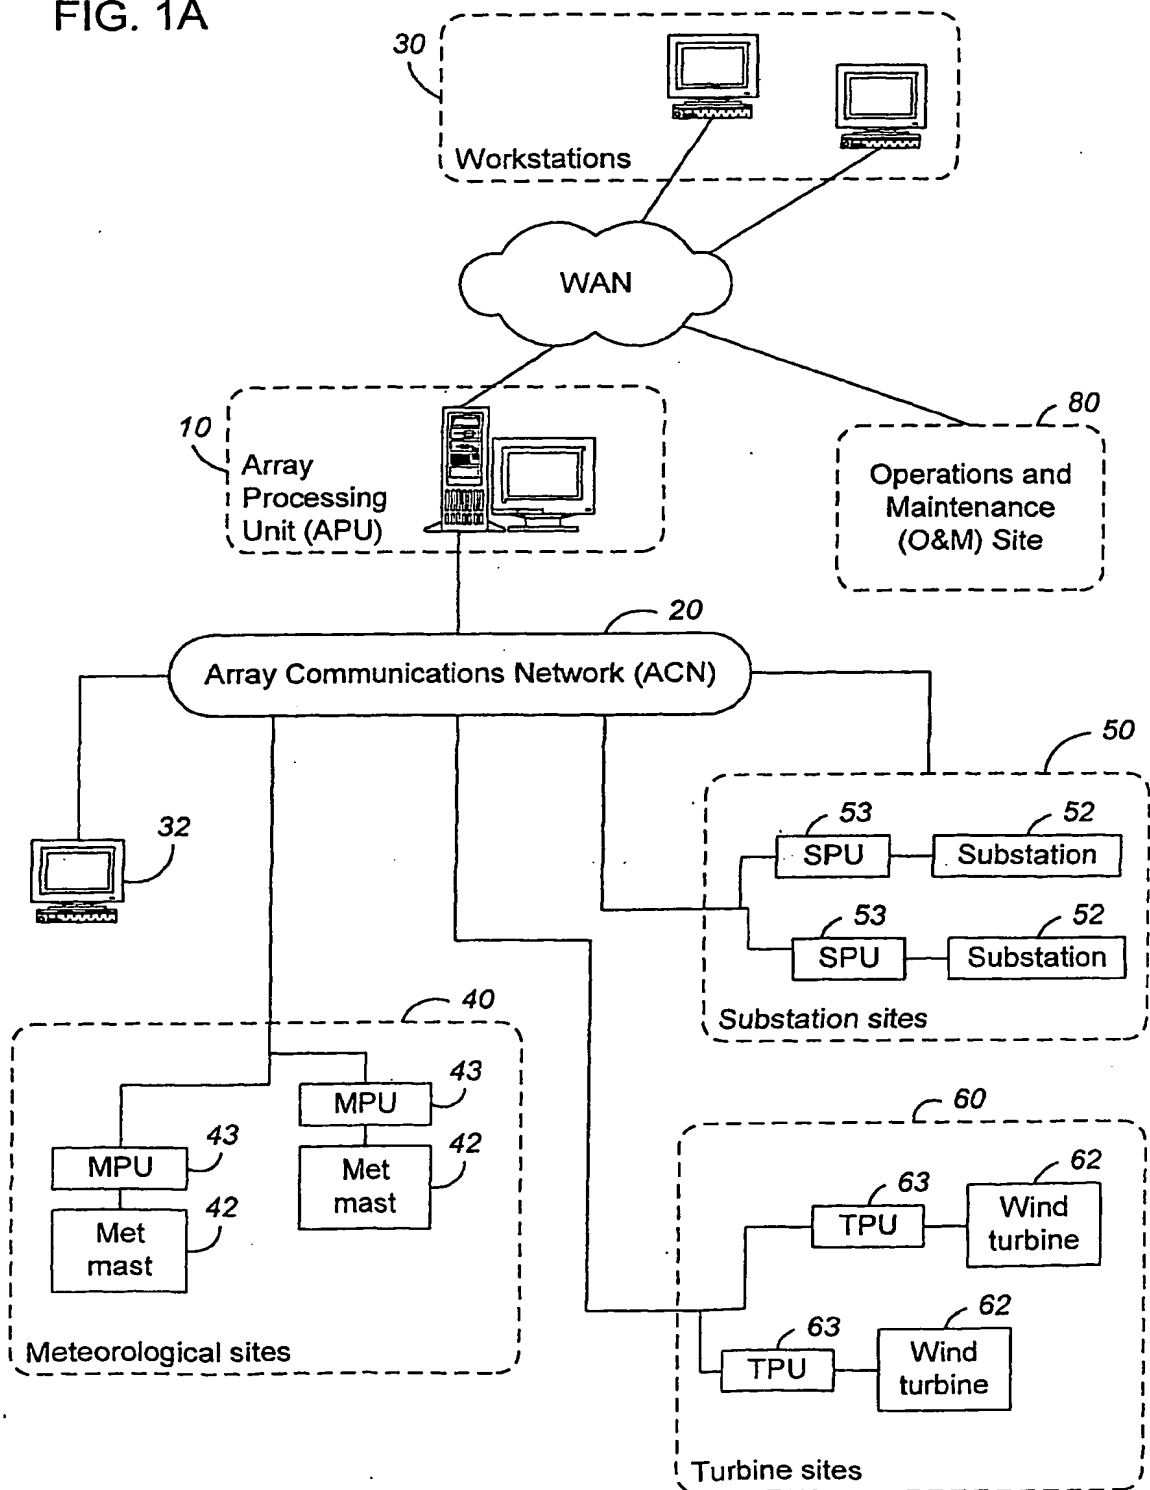 FIG. 1A
30
Workstations
WAN
10
Array
Processing
Unit (APU)
80
Operations and
Maintenance
(O&M) Site
20
Array Communications Network (ACN)
50
32
53
52
SPU
Substation
53
52
SPU
Substation
Substation sites
40
43
MPU
42
Met
mast
43
MPU
42
Met
mast
Meteorological sites
60
63
62
TPU
Wind
turbine
63
62
TPU
Wind
turbine
Turbine sites